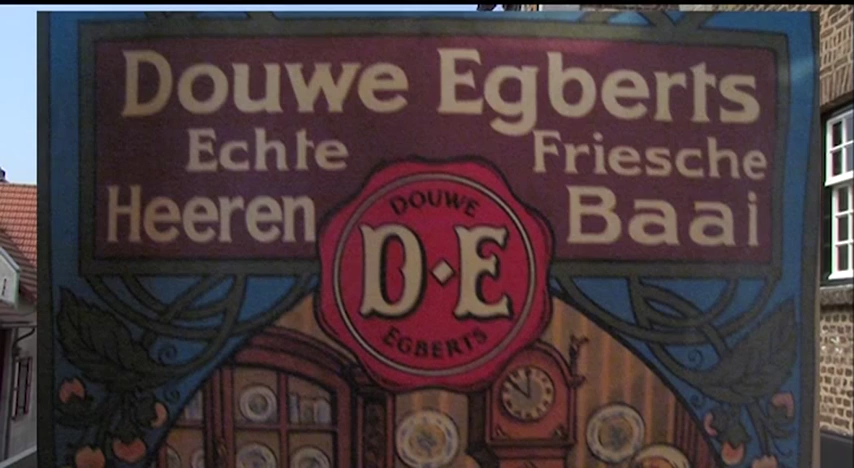 Douwe Egberts
Echte Friesche
Heeren Baai
DOUWE
D E
EGBERTS